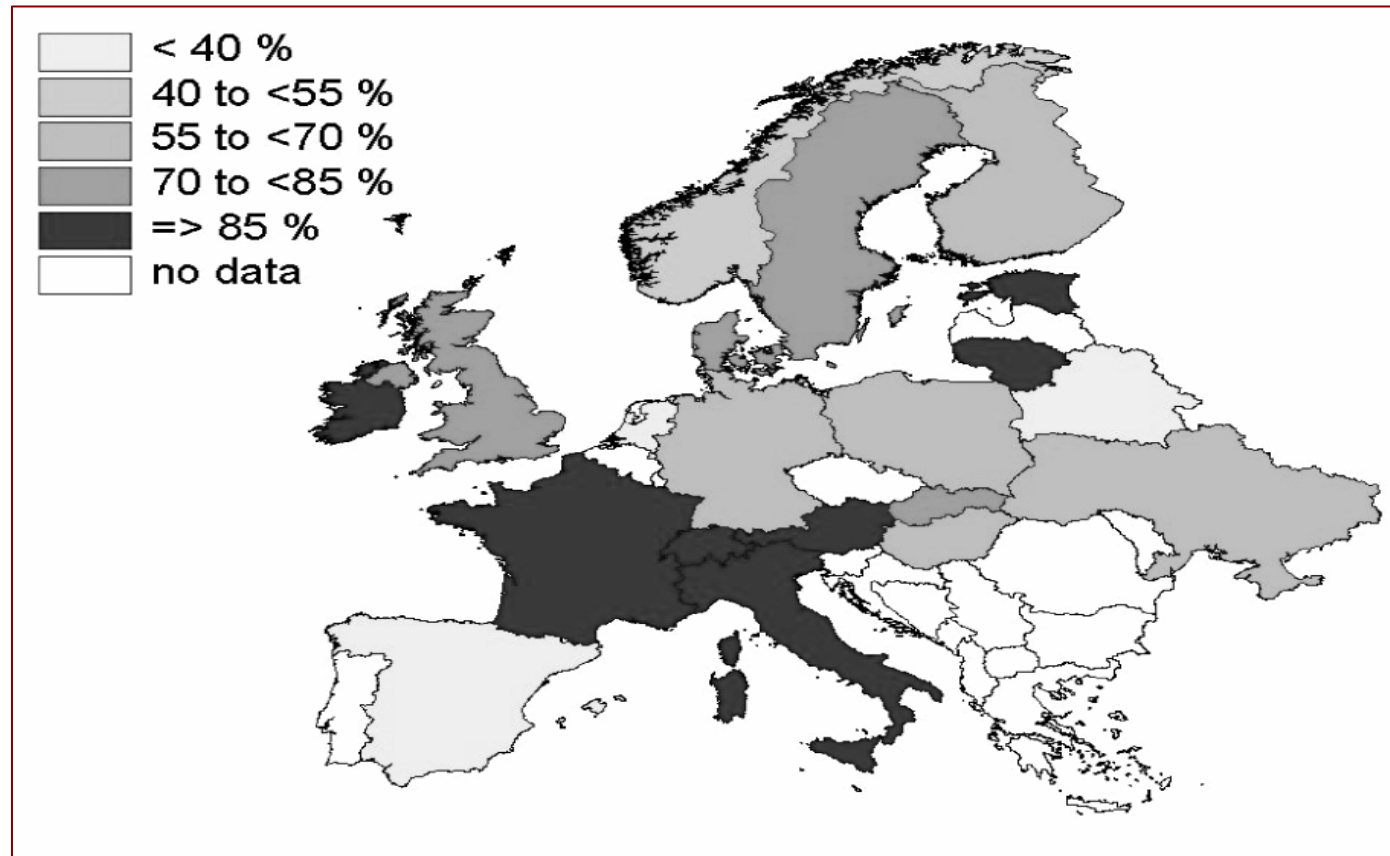 < 40 %
40 to <55 %
55 to <70 %
70 to <85 %
=> 85 %
no data